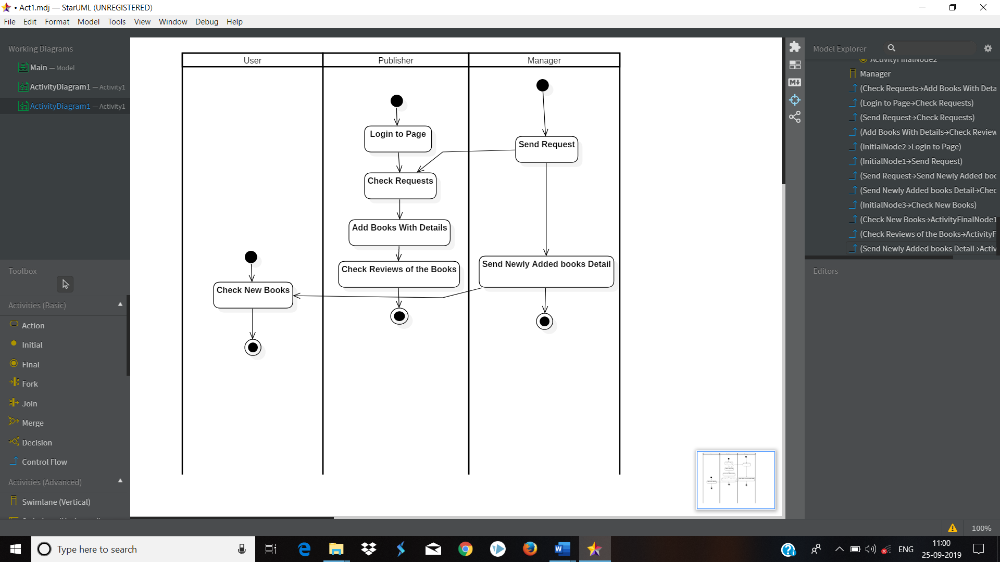 • Act1.mdj — StarUML (UNREGISTERED)
File Edit Format Model Tools View Window Debug Help
Working Diagrams
Main — Model
ActivityDiagram1 — Activity1
ActivityDiagram1 — Activity1
Toolbox
Activities (Basic)
Action
Initial
Final
Fork
Join
Merge
Decision
Control Flow
Activities (Advanced)
Swimlane (Vertical)
User Publisher Manager
Login to Page
Send Request
Check Requests
Add Books With Details
Check Reviews of the Books
Send Newly Added books Detail
Check New Books
Model Explorer
ActivityFinalNode2
Manager
(Check Requests→Add Books With Deta
(Login to Page→Check Requests)
(Send Request→Check Requests)
(Add Books With Details→Check Review
(InitialNode2→Login to Page)
(InitialNode1→Send Request)
(Send Request→Send Newly Added boo
(Send Newly Added books Detail→Chec
(InitialNode3→Check New Books)
(Check New Books→ActivityFinalNode1
(Check Reviews of the Books→ActivityF
(Send Newly Added books Detail→Activ
Editors
100%
Type here to search
ENG
11:00
25-09-2019